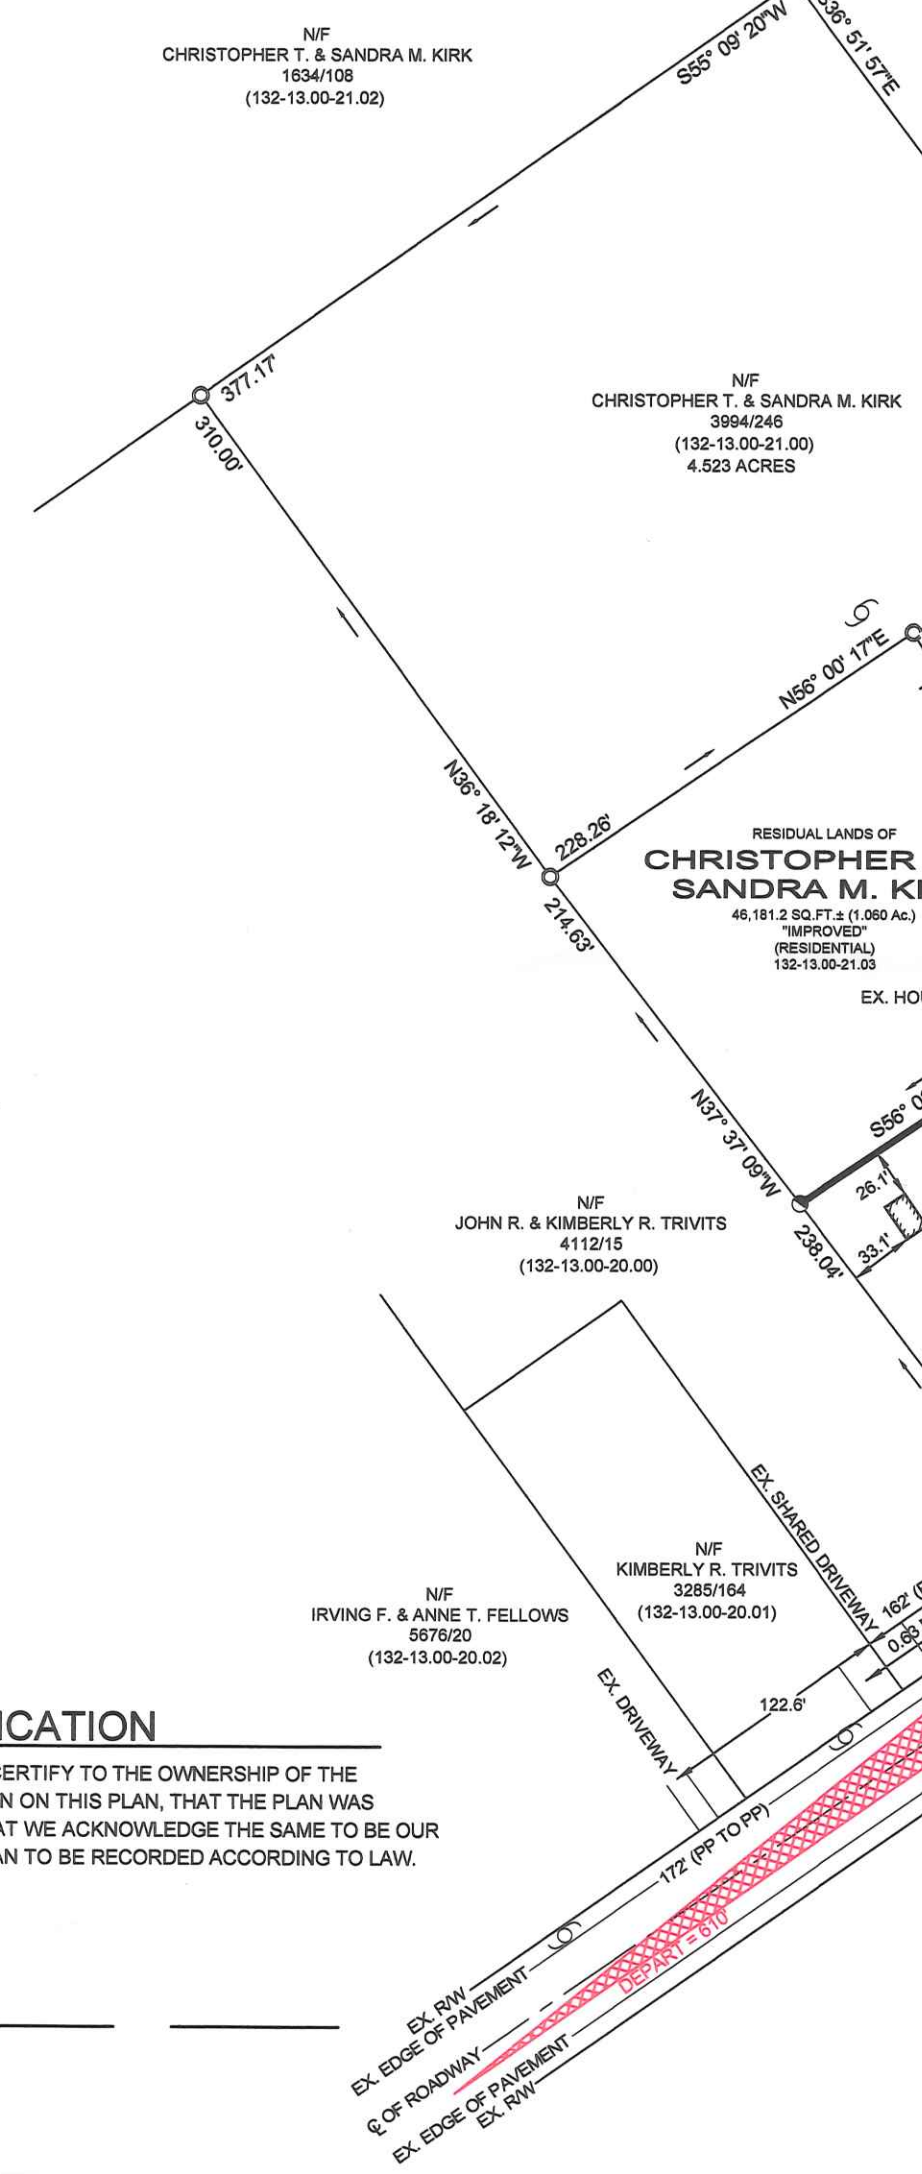 N/F
CHRISTOPHER T. & SANDRA M. KIRK
1634/108
(132-13.00-21.02)
S55° 09' 20"W
S36° 51' 57"E
377.17'
310.00'
N/F
CHRISTOPHER T. & SANDRA M. KIRK
3994/246
(132-13.00-21.00)
4.523 ACRES
N56° 00' 17"E
N36° 18' 12"W
228.26'
214.63'
RESIDUAL LANDS OF
CHRISTOPHER
SANDRA M. KI
46,181.2 SQ.FT.± (1.060 Ac.)
"IMPROVED"
(RESIDENTIAL)
132-13.00-21.03
EX. HOU
N37° 37' 09"W
S56° 0
26.1'
33.1'
238.04'
N/F
JOHN R. & KIMBERLY R. TRIVITS
4112/15
(132-13.00-20.00)
EX. SHARED DRIVEWAY
N/F
KIMBERLY R. TRIVITS
3285/164
(132-13.00-20.01)
162' (
0.63
N/F
IRVING F. & ANNE T. FELLOWS
5676/20
(132-13.00-20.02)
EX. DRIVEWAY
122.6'
ICATION
CERTIFY TO THE OWNERSHIP OF THE
N ON THIS PLAN, THAT THE PLAN WAS
AT WE ACKNOWLEDGE THE SAME TO BE OUR
AN TO BE RECORDED ACCORDING TO LAW.
172' (PP TO PP)
DEPART = 610'
EX. R/W
EX. EDGE OF PAVEMENT
℄ OF ROADWAY
EX. EDGE OF PAVEMENT
EX. R/W